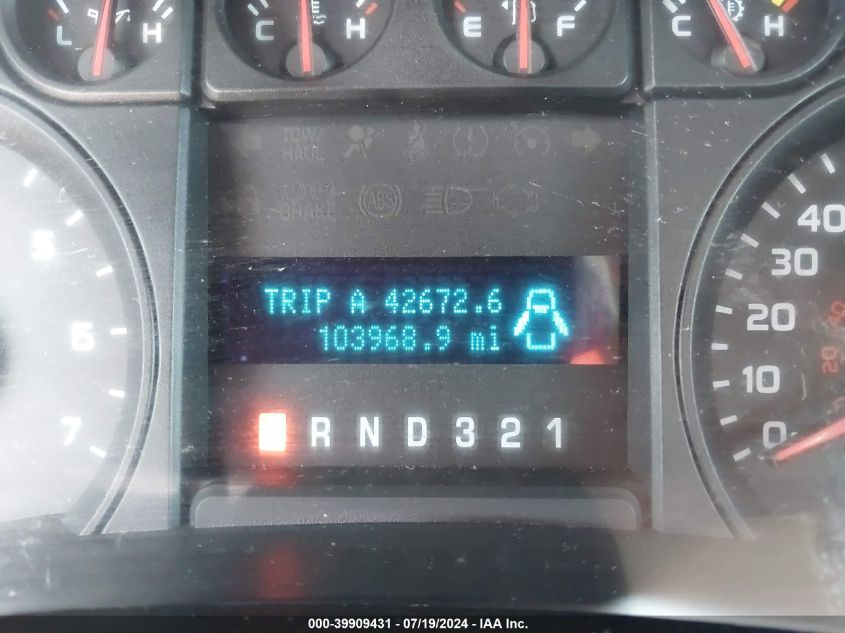 L H C H E F C H
TOW/
HAUL
BRAKE (ABS)
5
6
7
40
30
20
10
0
20
TRIP A 42672.6
103968.9 mi
R N D 3 2 1
000-39909431 - 07/19/2024 - IAA Inc.